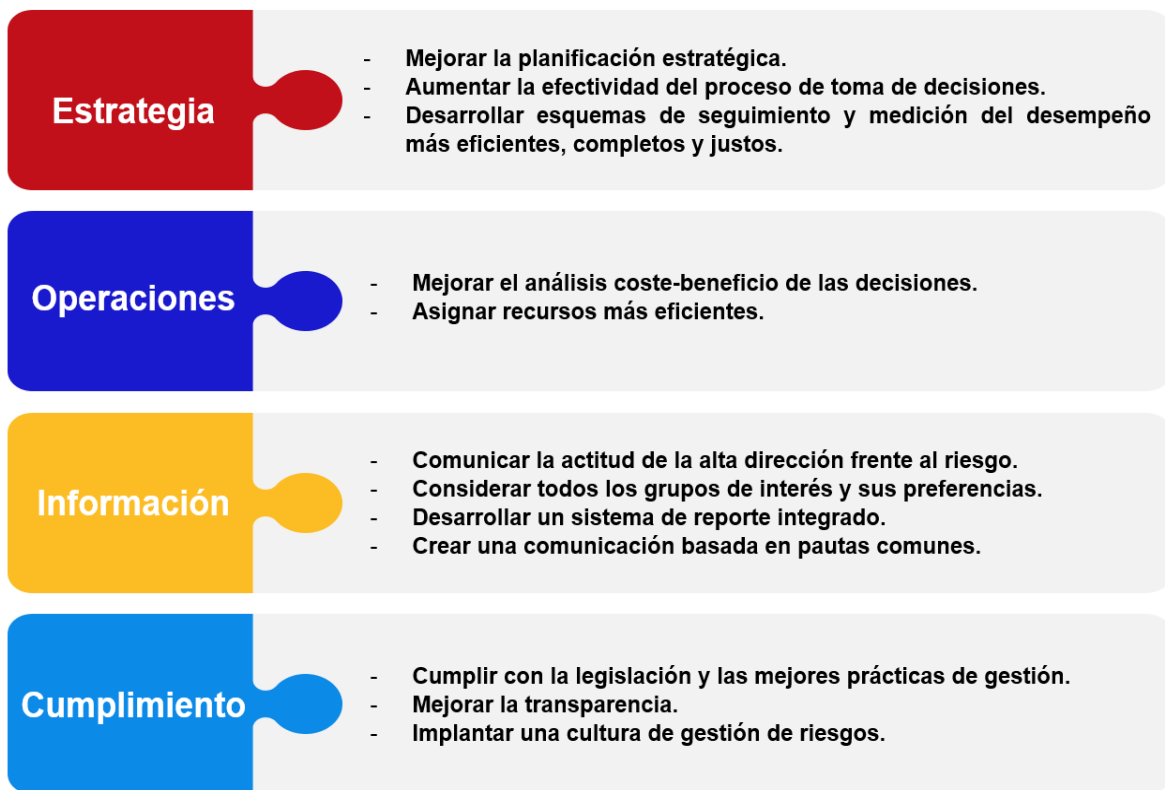 Estrategia
- Mejorar la planificación estratégica.
- Aumentar la efectividad del proceso de toma de decisiones.
- Desarrollar esquemas de seguimiento y medición del desempeño
más eficientes, completos y justos.
Operaciones
- Mejorar el análisis coste-beneficio de las decisiones.
- Asignar recursos más eficientes.
Información
- Comunicar la actitud de la alta dirección frente al riesgo.
- Considerar todos los grupos de interés y sus preferencias.
- Desarrollar un sistema de reporte integrado.
- Crear una comunicación basada en pautas comunes.
Cumplimiento
- Cumplir con la legislación y las mejores prácticas de gestión.
- Mejorar la transparencia.
- Implantar una cultura de gestión de riesgos.